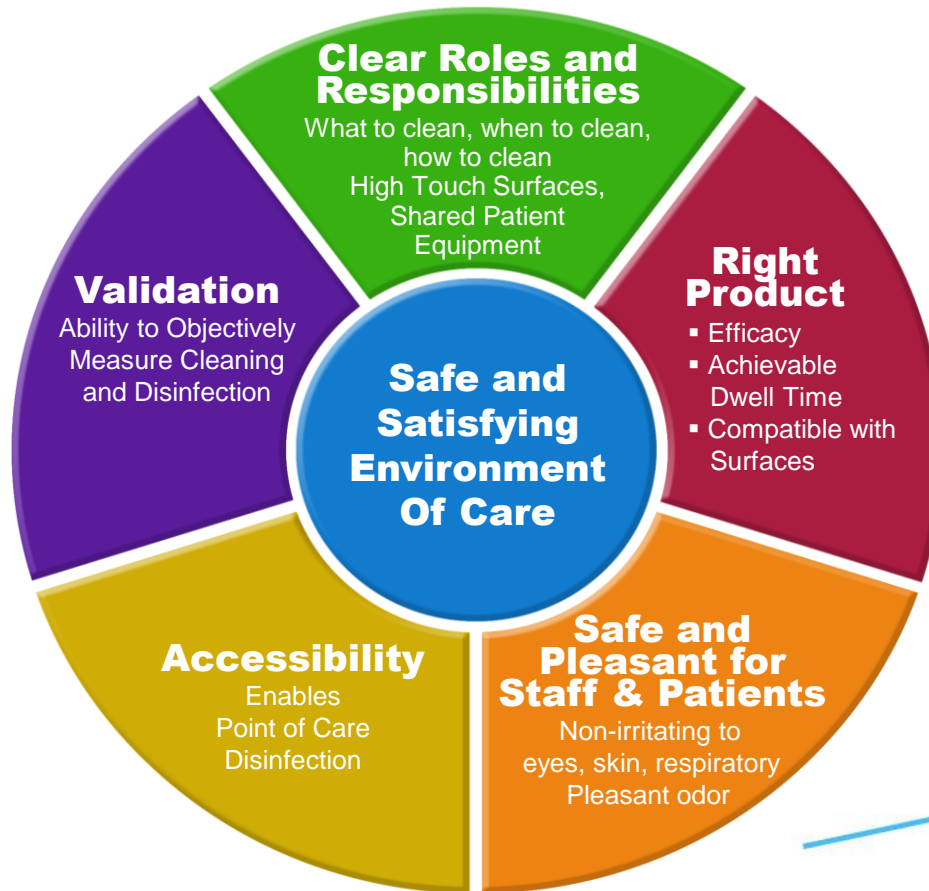 Clear Roles and
Responsibilities
What to clean, when to clean,
how to clean
High Touch Surfaces,
Shared Patient
Equipment
Right
Product
▪ Efficacy
▪ Achievable
Dwell Time
▪ Compatible with
Surfaces
Safe and
Pleasant for
Staff & Patients
Non-irritating to
eyes, skin, respiratory
Pleasant odor
Accessibility
Enables
Point of Care
Disinfection
Validation
Ability to Objectively
Measure Cleaning
and Disinfection
Safe and
Satisfying
Environment
Of Care